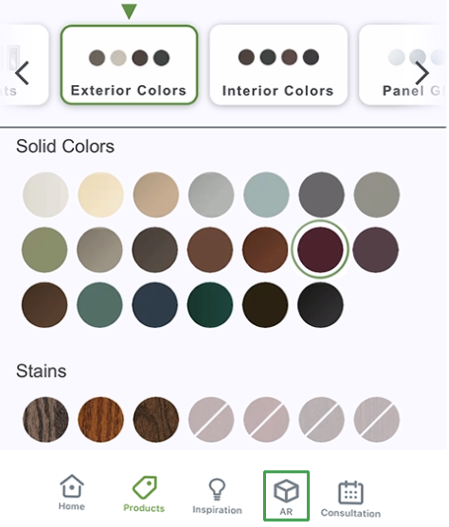 ts
Exterior Colors
Interior Colors
Panel G
Solid Colors
Stains
Home
Products
Inspiration
AR
Consultation